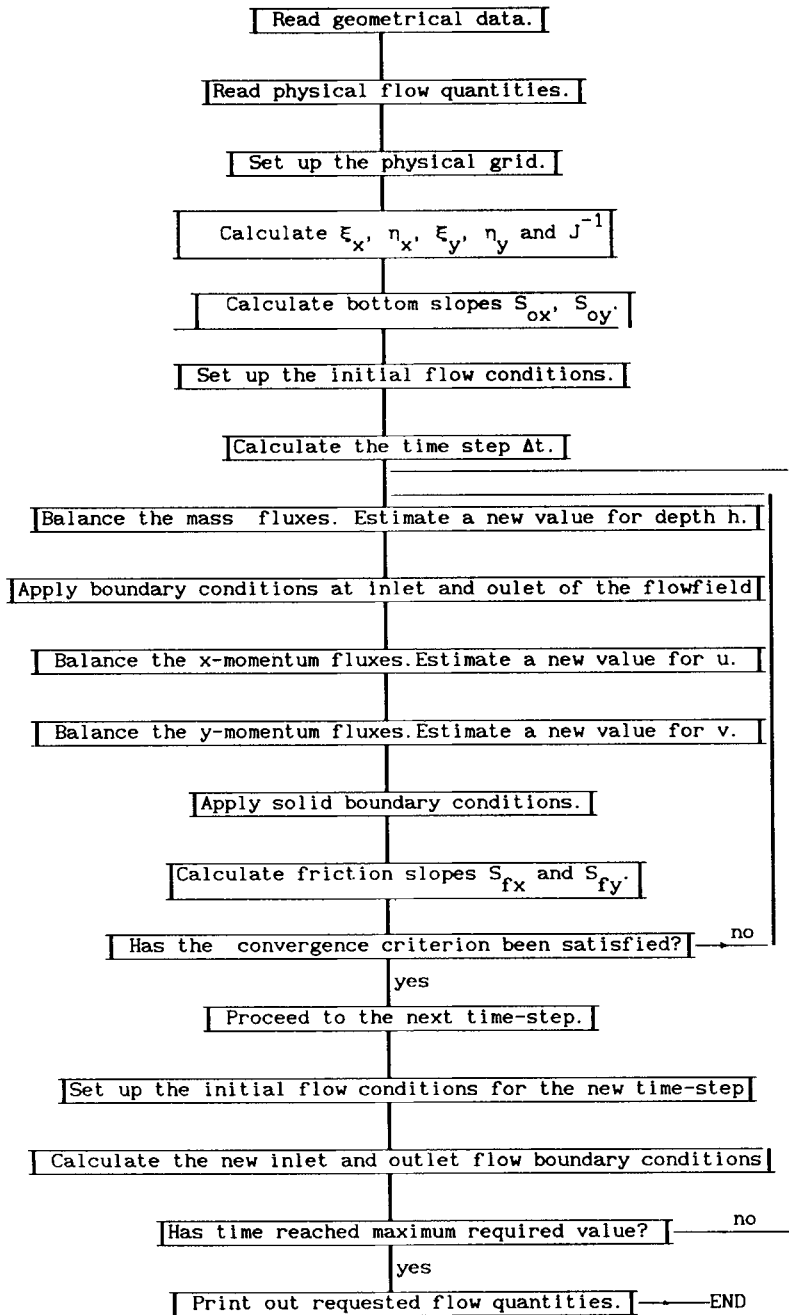 Read geometrical data.
Read physical flow quantities.
Set up the physical grid.
Calculate ξx, ηx, ξy, ηy and J⁻¹
Calculate bottom slopes Sox, Soy.
Set up the initial flow conditions.
Calculate the time step Δt.
Balance the mass fluxes. Estimate a new value for depth h.
Apply boundary conditions at inlet and oulet of the flowfield
Balance the x-momentum fluxes.Estimate a new value for u.
Balance the y-momentum fluxes.Estimate a new value for v.
Apply solid boundary conditions.
Calculate friction slopes Sfx and Sfy.
Has the convergence criterion been satisfied? no
yes
Proceed to the next time-step.
Set up the initial flow conditions for the new time-step
Calculate the new inlet and outlet flow boundary conditions
Has time reached maximum required value? no
yes
Print out requested flow quantities. END